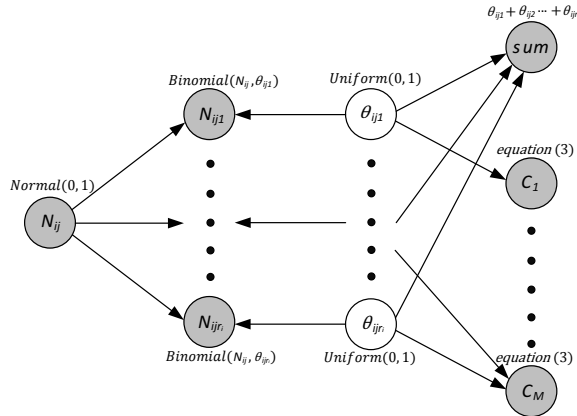 θij1 + θij2 ⋯ + θijr
sum
Binomial(Nij, θij1)
Uniform(0, 1)
Nij1
θij1
equation (3)
C1
Normal(0, 1)
Nij
Nijri
θijri
Binomial(Nij, θijri)
Uniform(0, 1)
equation (3)
CM